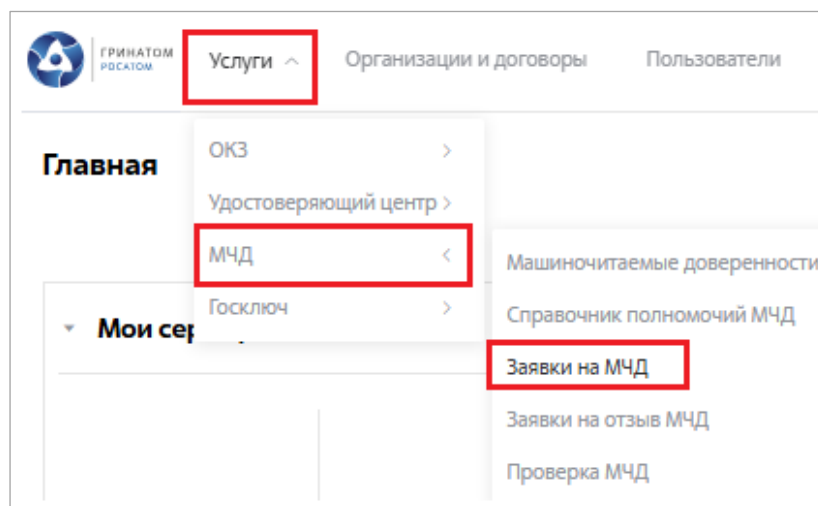 ГРИНАТОМ
РОСАТОМ
Услуги
Организации и договоры
Пользователи
Главная
ОКЗ
Удостоверяющий центр
МЧД
Госключ
Мои
Машиночитаемые доверенности
Справочник полномочий МЧД
Заявки на МЧД
Заявки на отзыв МЧД
Проверка МЧД